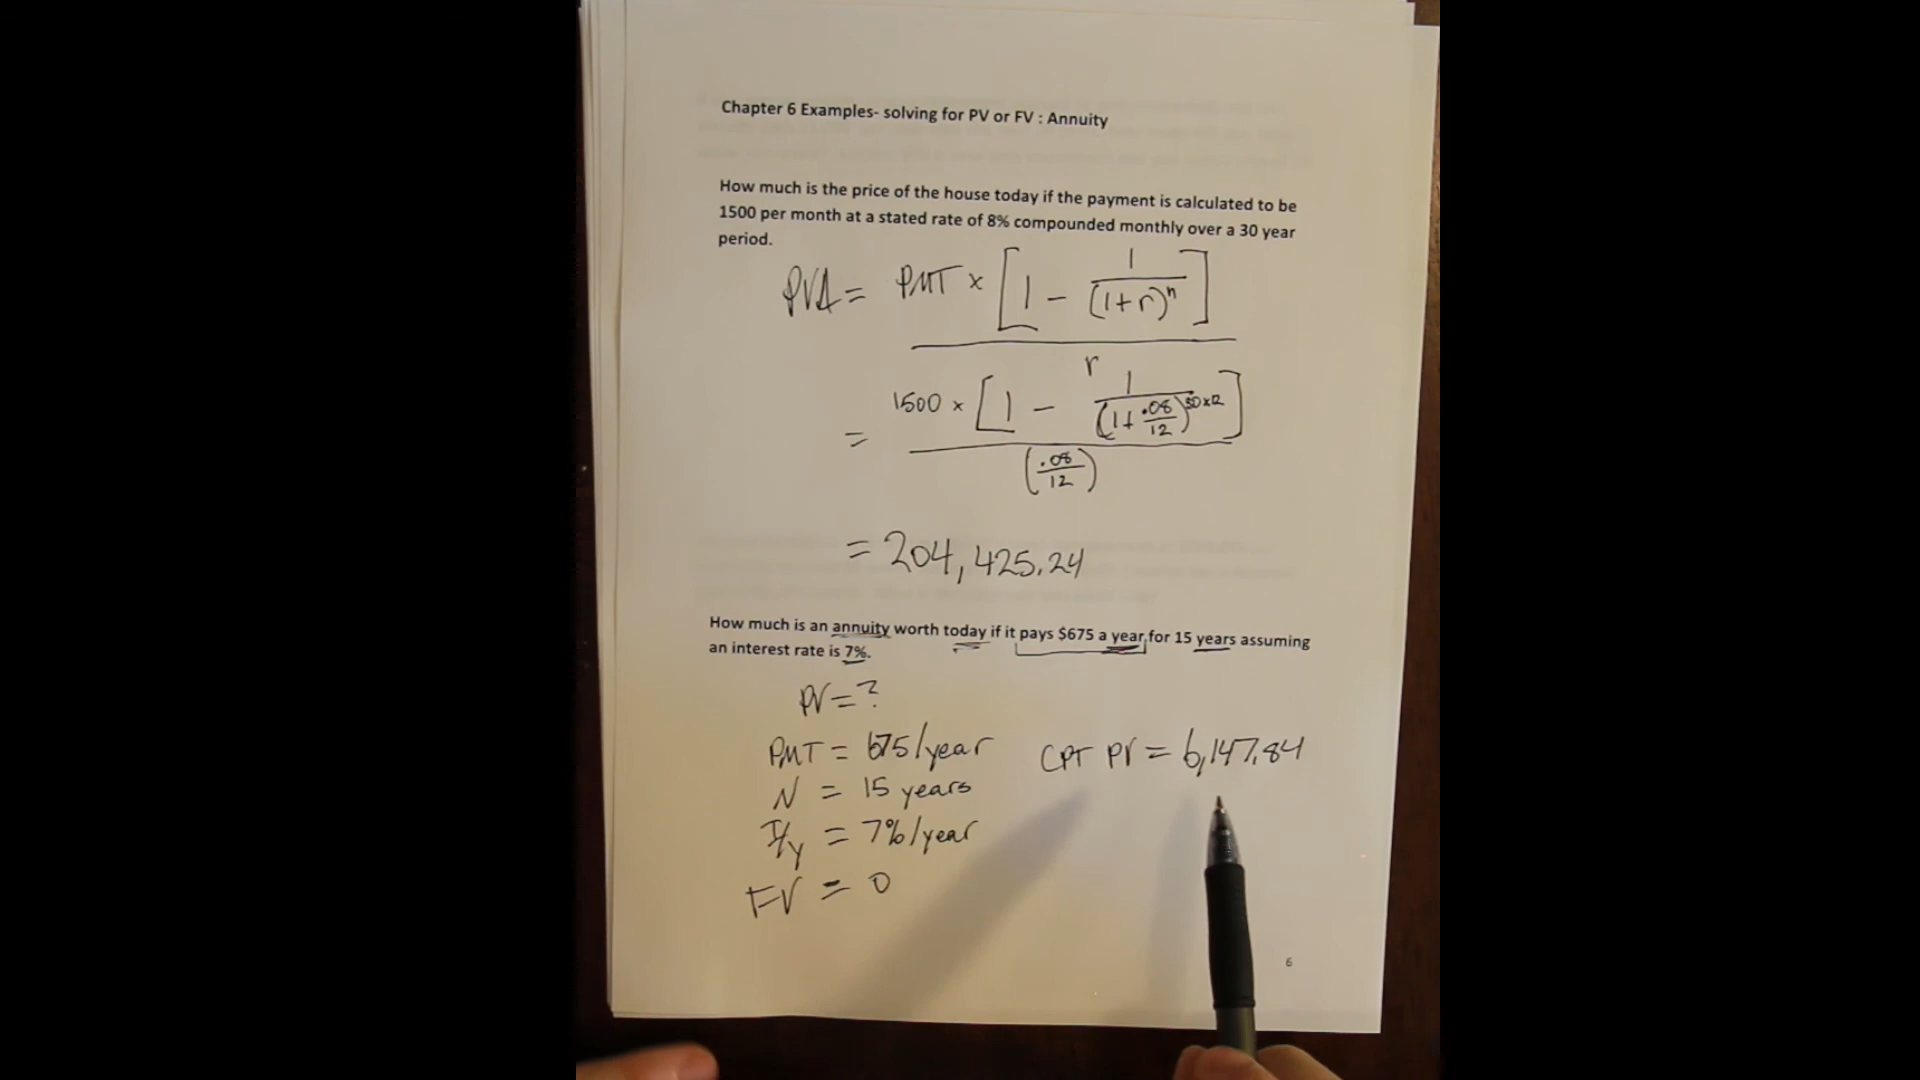 Chapter 6 Examples- solving for PV or FV : Annuity
How much is the price of the house today if the payment is calculated to be
1500 per month at a stated rate of 8% compounded monthly over a 30 year
period.
PVA = PMT × [1 - 1/(1+r)^n]
r
= 1500 × [1 - 1/(1+.08/12)^30×12]
(.08/12)
= 204,425.24
How much is an annuity worth today if it pays $675 a year for 15 years assuming
an interest rate is 7%.
PV = ?
PMT = 675/year
CPT PV = 6,147.84
N = 15 years
I/Y = 7%/year
FV = 0
6